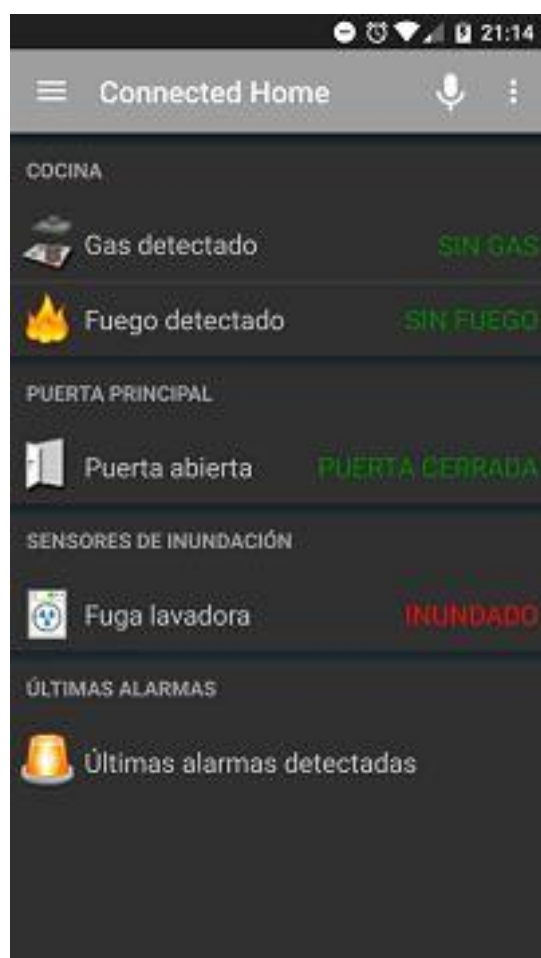 21:14
Connected Home
COCINA
Gas detectado SIN GAS
Fuego detectado SIN FUEGO
PUERTA PRINCIPAL
Puerta abierta PUERTA CERRADA
SENSORES DE INUNDACIÓN
Fuga lavadora INUNDADO
ÚLTIMAS ALARMAS
Últimas alarmas detectadas